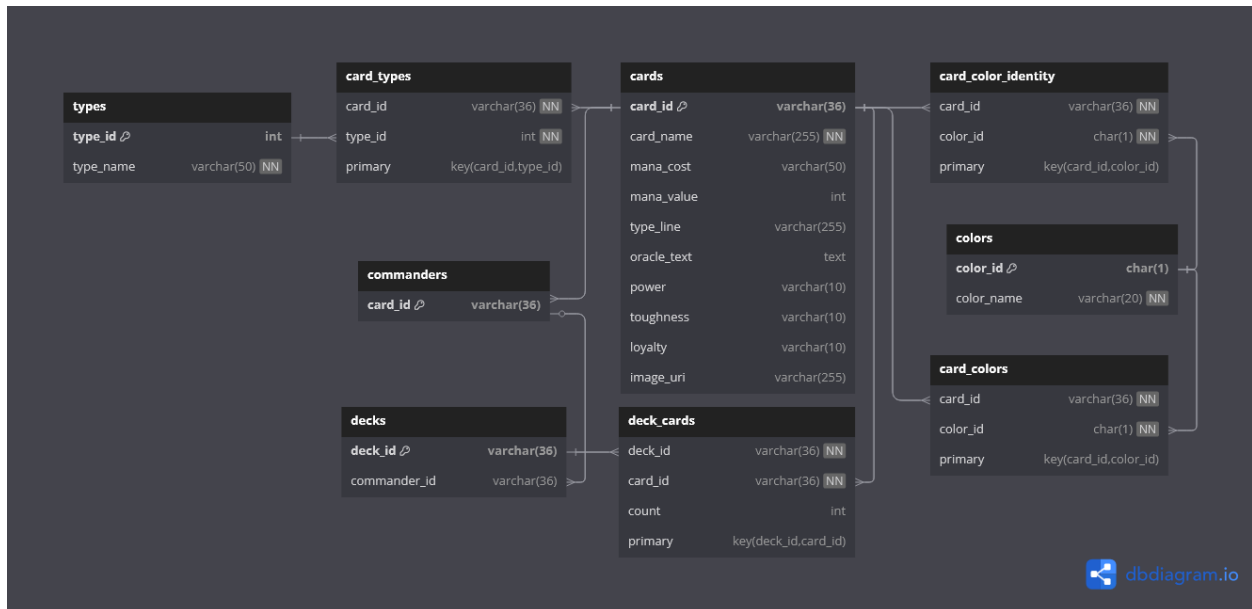 types
type_id int
type_name varchar(50) NN
card_types
card_id varchar(36) NN
type_id int NN
primary key(card_id,type_id)
commanders
card_id varchar(36)
decks
deck_id varchar(36)
commander_id varchar(36)
cards
card_id varchar(36)
card_name varchar(255) NN
mana_cost varchar(50)
mana_value int
type_line varchar(255)
oracle_text text
power varchar(10)
toughness varchar(10)
loyalty varchar(10)
image_uri varchar(255)
deck_cards
deck_id varchar(36) NN
card_id varchar(36) NN
count int
primary key(deck_id,card_id)
card_color_identity
card_id varchar(36) NN
color_id char(1) NN
primary key(card_id,color_id)
colors
color_id char(1)
color_name varchar(20) NN
card_colors
card_id varchar(36) NN
color_id char(1) NN
primary key(card_id,color_id)
dbdiagram.io